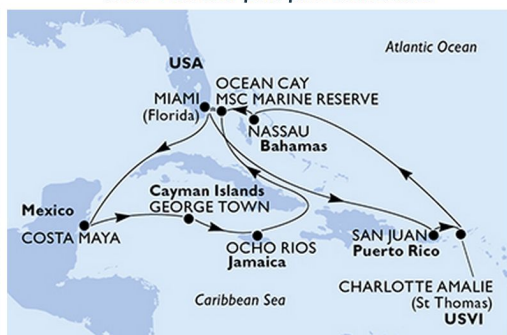 Atlantic Ocean
USA
OCEAN CAY
MIAMI MSC MARINE RESERVE
(Florida)
NASSAU
Bahamas
Cayman Islands
Mexico
GEORGE TOWN
COSTA MAYA
SAN JUAN
OCHO RIOS
Puerto Rico
Jamaica
CHARLOTTE AMALIE
Caribbean Sea
(St Thomas)
USVI